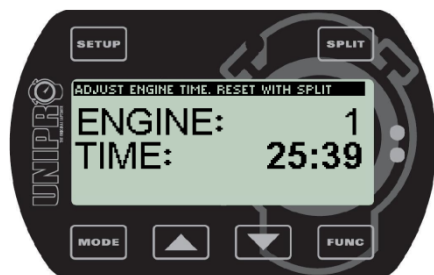 SETUP
SPLIT
UNIPRO
ADJUST ENGINE TIME. RESET WITH SPLIT
ENGINE: 1
TIME: 25:39
MODE
FUNC